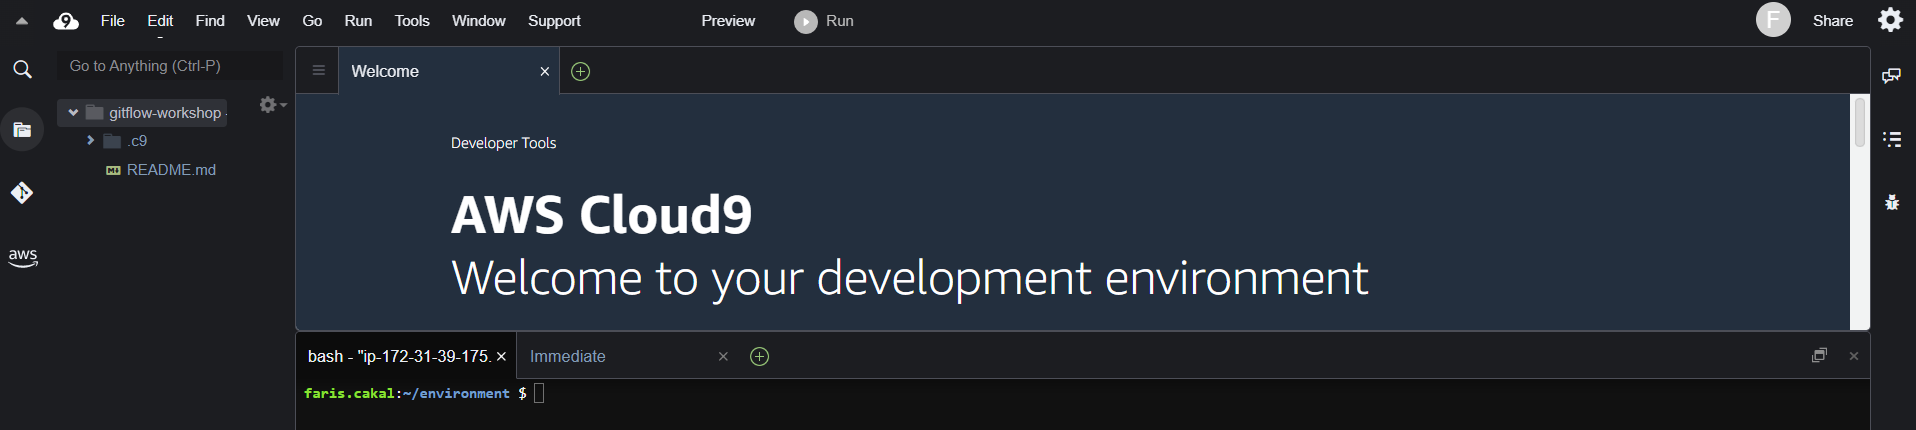 9 File Edit Find View Go Run Tools Window Support Preview Run F Share
Go to Anything (Ctrl-P)
Welcome
gitflow-workshop
.c9
README.md
aws
Developer Tools
AWS Cloud9
Welcome to your development environment
bash - "ip-172-31-39-175. Immediate
faris.cakal:~/environment $